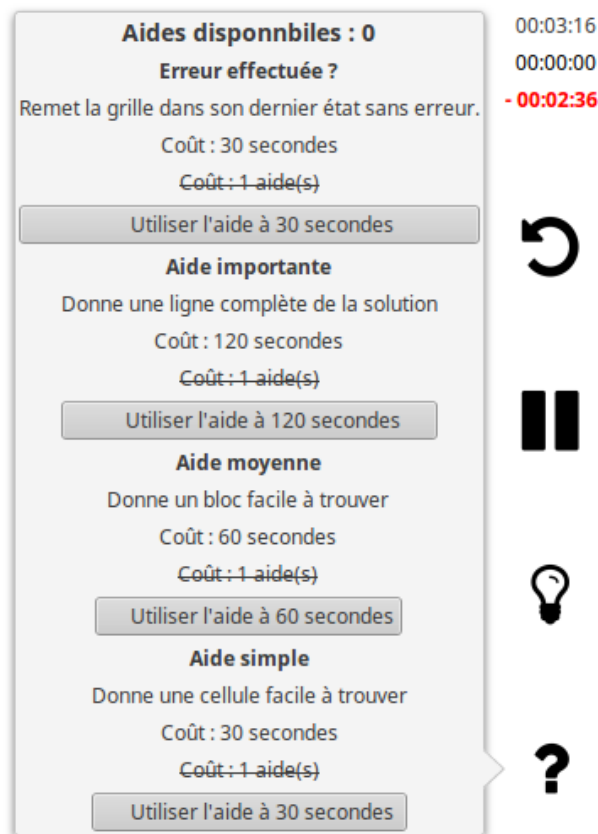 Aides disponnbiles : 0
Erreur effectuée ?
Remet la grille dans son dernier état sans erreur.
Coût : 30 secondes
Coût : 1 aide(s)
Utiliser l'aide à 30 secondes
Aide importante
Donne une ligne complète de la solution
Coût : 120 secondes
Coût : 1 aide(s)
Utiliser l'aide à 120 secondes
Aide moyenne
Donne un bloc facile à trouver
Coût : 60 secondes
Coût : 1 aide(s)
Utiliser l'aide à 60 secondes
Aide simple
Donne une cellule facile à trouver
Coût : 30 secondes
Coût : 1 aide(s)
Utiliser l'aide à 30 secondes
00:03:16
00:00:00
- 00:02:36
?